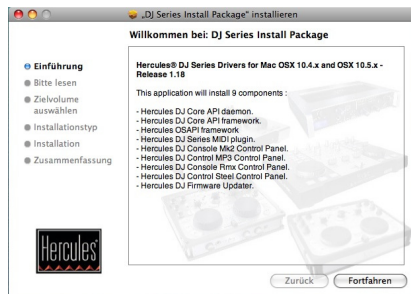 „DJ Series Install Package“ installieren
Willkommen bei: DJ Series Install Package
Einführung
Bitte lesen
Zielvolume
auswählen
Installationstyp
Installation
Zusammenfassung
Hercules® DJ Series Drivers for Mac OSX 10.4.x and OSX 10.5.x -
Release 1.18
This application will install 9 components :
- Hercules DJ Core API daemon.
- Hercules DJ Core API framework.
- Hercules OSAPI framework
- Hercules DJ Series MIDI plugin.
- Hercules DJ Console Mk2 Control Panel.
- Hercules DJ Control MP3 Control Panel.
- Hercules DJ Console Rmx Control Panel.
- Hercules DJ Control Steel Control Panel.
- Hercules DJ Firmware Updater.
Hercules
Zurück
Fortfahren